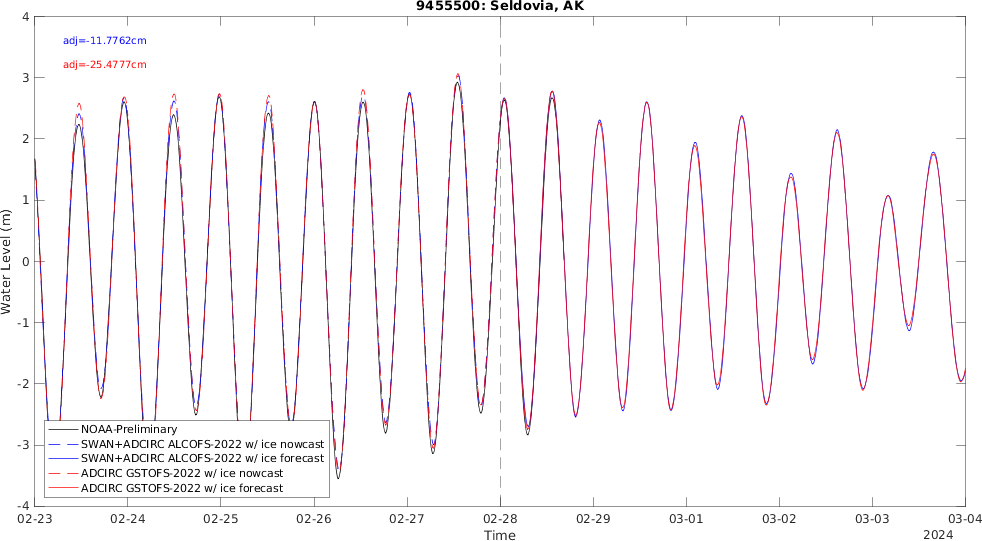 9455500: Seldovia, AK
adj=-11.7762cm
adj=-25.4777cm
Water Level (m)
4
3
2
1
0
-1
-2
-3
-4
NOAA-Preliminary
SWAN+ADCIRC ALCOFS-2022 w/ ice nowcast
SWAN+ADCIRC ALCOFS-2022 w/ ice forecast
ADCIRC GSTOFS-2022 w/ ice nowcast
ADCIRC GSTOFS-2022 w/ ice forecast
02-23 02-24 02-25 02-26 02-27 02-28 02-29 03-01 03-02 03-03 03-04
Time
2024